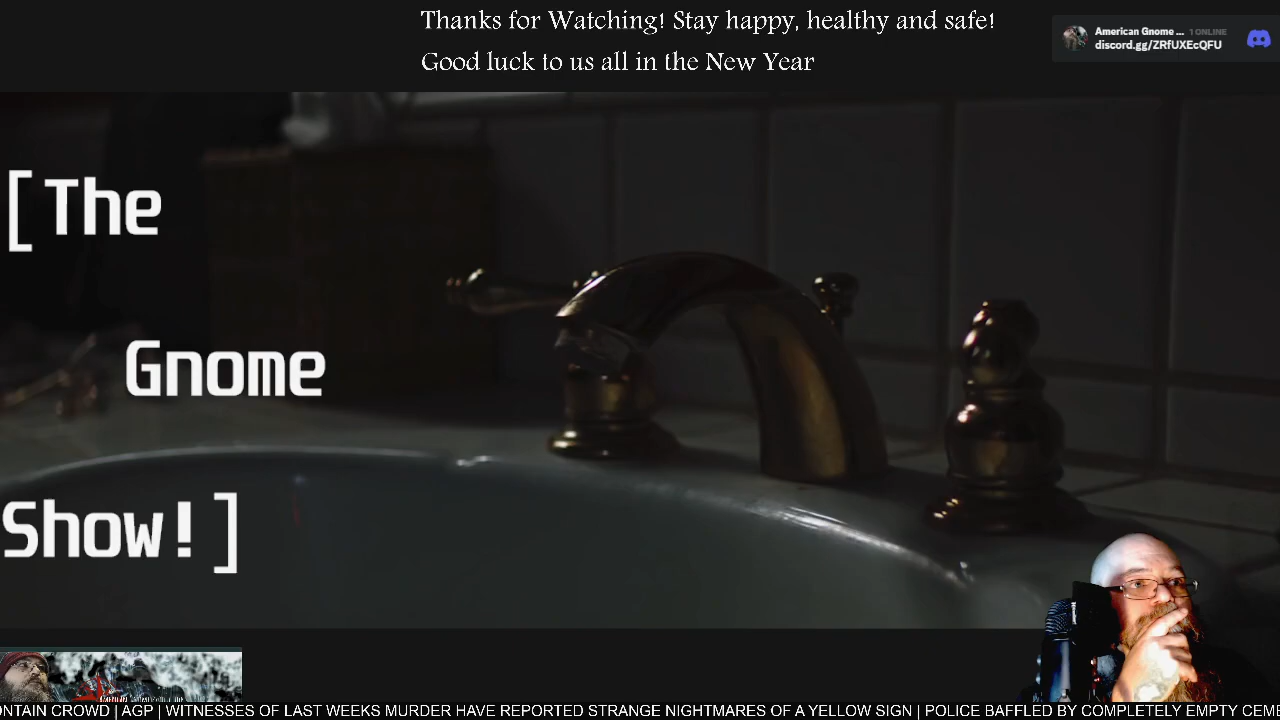 Thanks for Watching! Stay happy, healthy and safe!
Good luck to us all in the New Year
American Gnome ... 1 ONLINE
discord.gg/ZRfUXEcQFU
[The
Gnome
Show!]
ONTAIN CROWD | AGP | WITNESSES OF LAST WEEKS MURDER HAVE REPORTED STRANGE NIGHTMARES OF A YELLOW SIGN | POLICE BAFFLED BY COMPLETELY EMPTY CEME